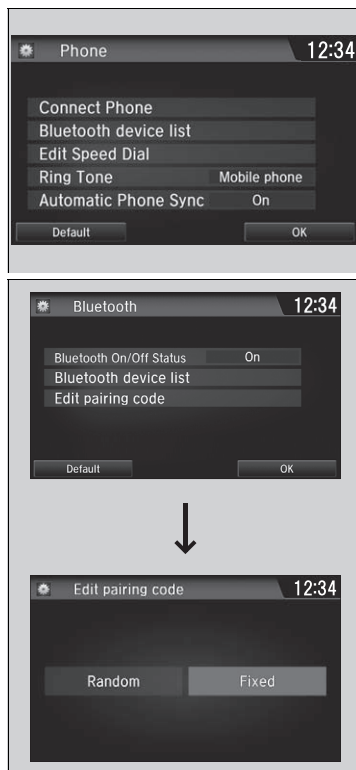 Phone 12:34
Connect Phone
Bluetooth device list
Edit Speed Dial
Ring Tone Mobile phone
Automatic Phone Sync On
Default OK
Bluetooth 12:34
Bluetooth On/Off Status On
Bluetooth device list
Edit pairing code
Default OK
Edit pairing code 12:34
Random Fixed